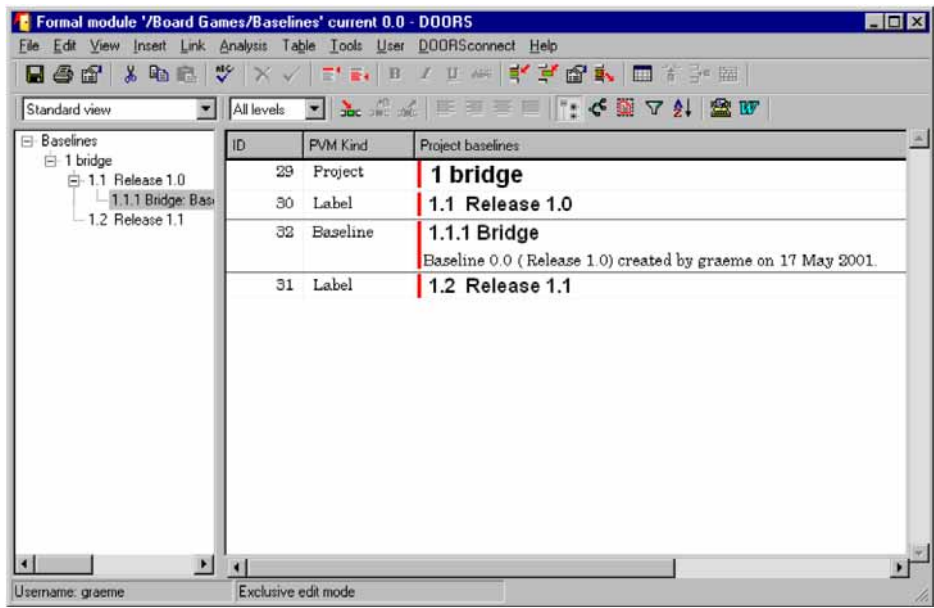 Formal module '/Board Games/Baselines' current 0.0 - DOORS
File Edit View Insert Link Analysis Table Tools User DOORSconnect Help
B I U ABC
Standard view All levels
Baselines
1 bridge
1.1 Release 1.0
1.1.1 Bridge: Bas
1.2 Release 1.1
ID PVM Kind Project baselines
29 Project 1 bridge
30 Label 1.1 Release 1.0
32 Baseline 1.1.1 Bridge
Baseline 0.0 ( Release 1.0) created by graeme on 17 May 2001.
31 Label 1.2 Release 1.1
Username: graeme Exclusive edit mode